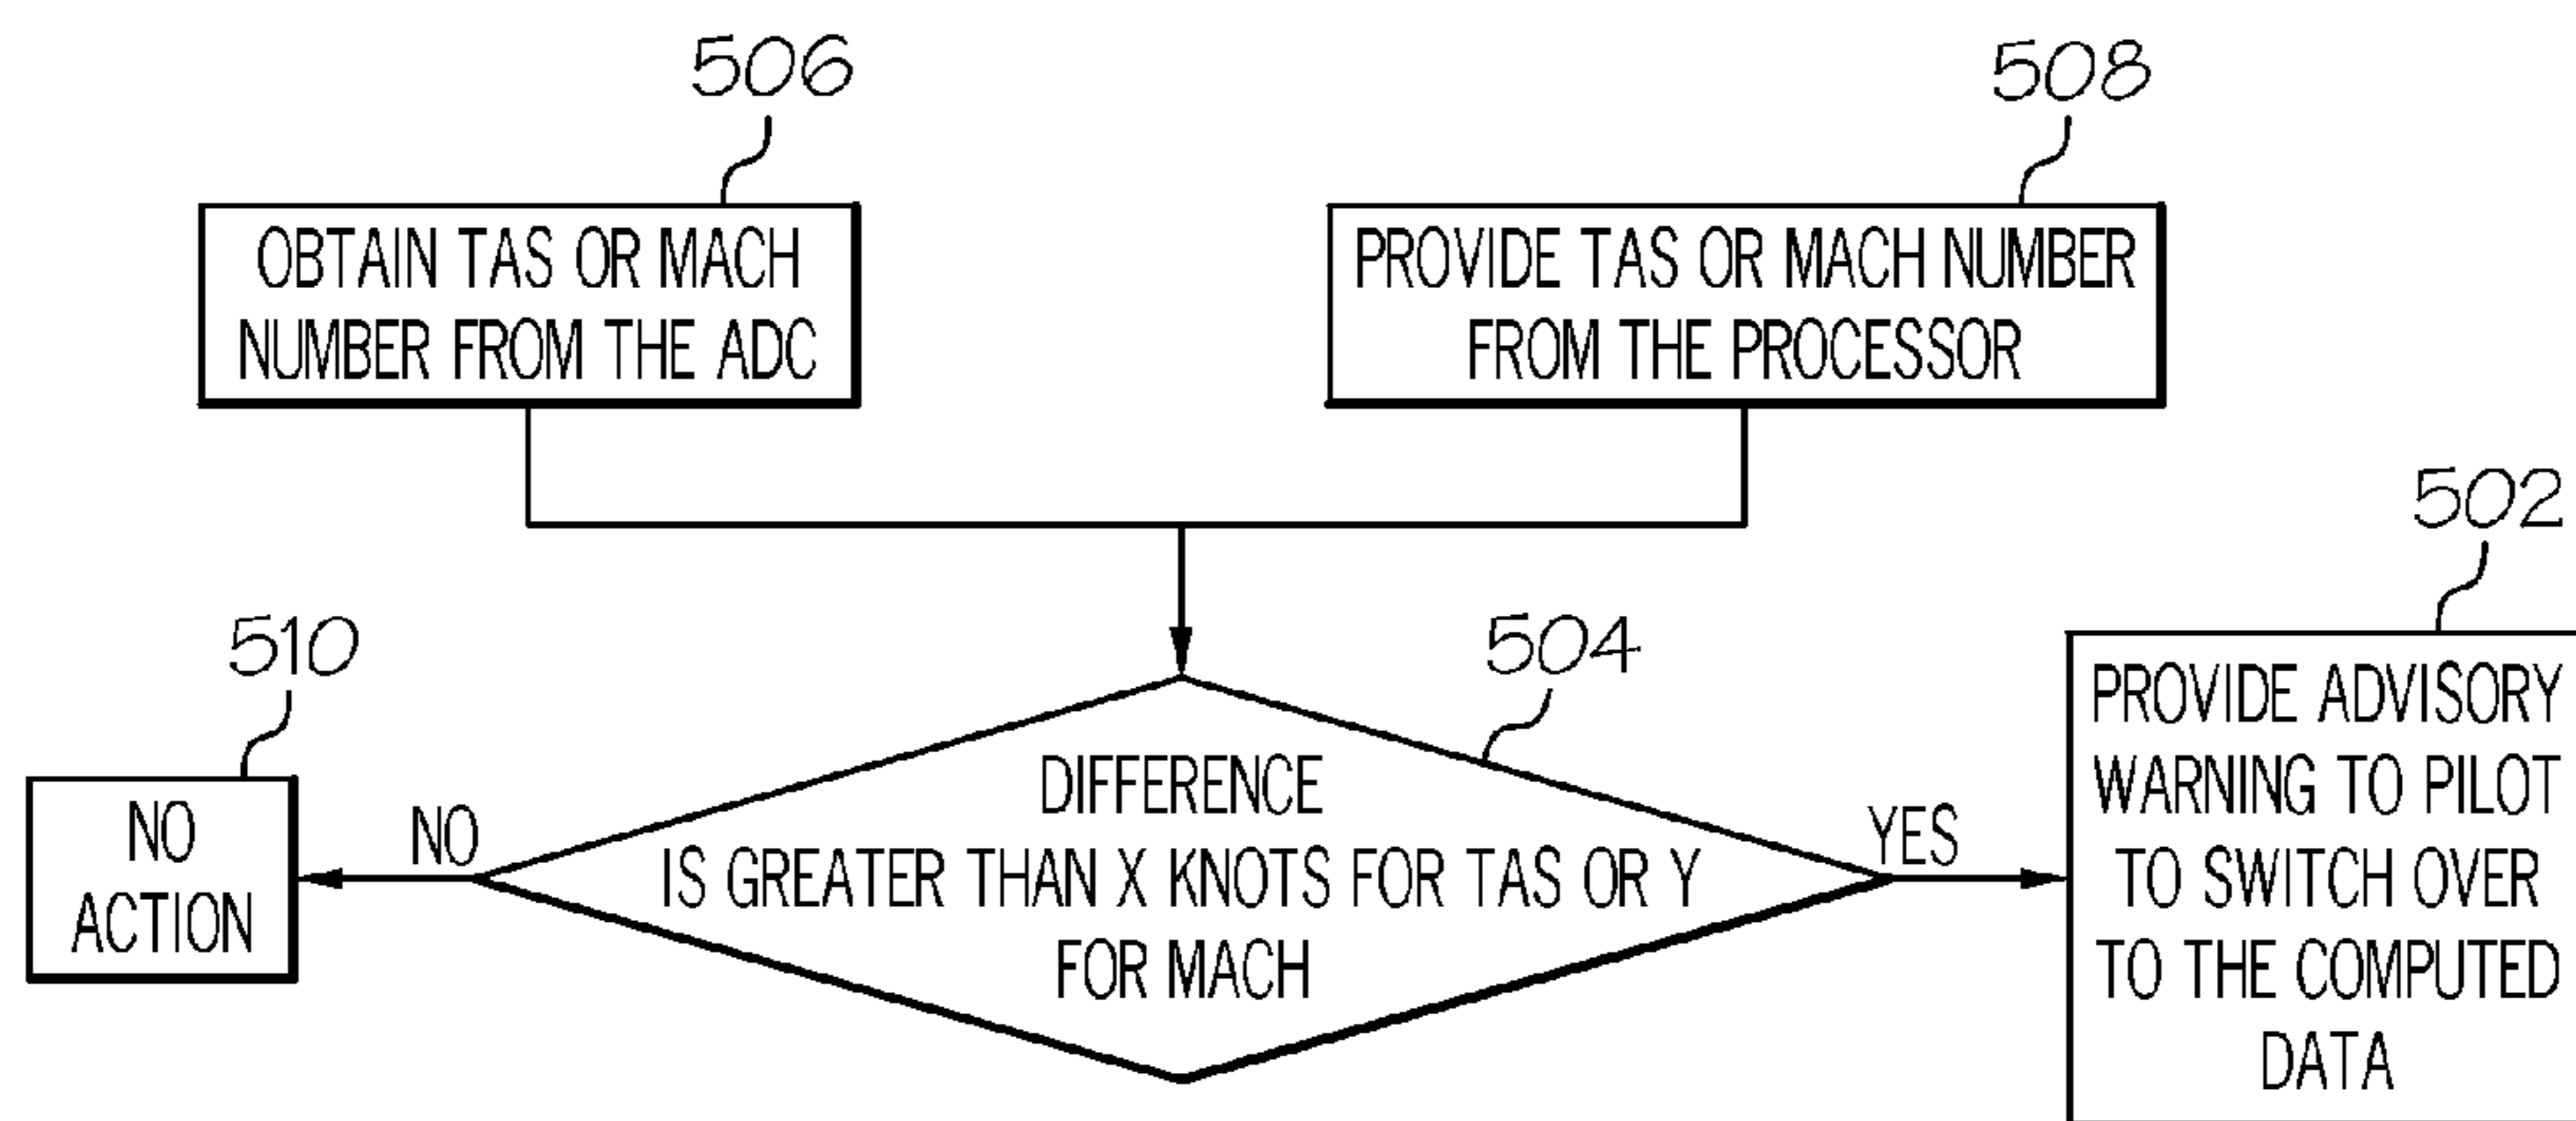 506
OBTAIN TAS OR MACH
NUMBER FROM THE ADC
508
PROVIDE TAS OR MACH NUMBER
FROM THE PROCESSOR
510
NO
ACTION
NO
504
DIFFERENCE
IS GREATER THAN X KNOTS FOR TAS OR Y
FOR MACH
YES
502
PROVIDE ADVISORY
WARNING TO PILOT
TO SWITCH OVER
TO THE COMPUTED
DATA